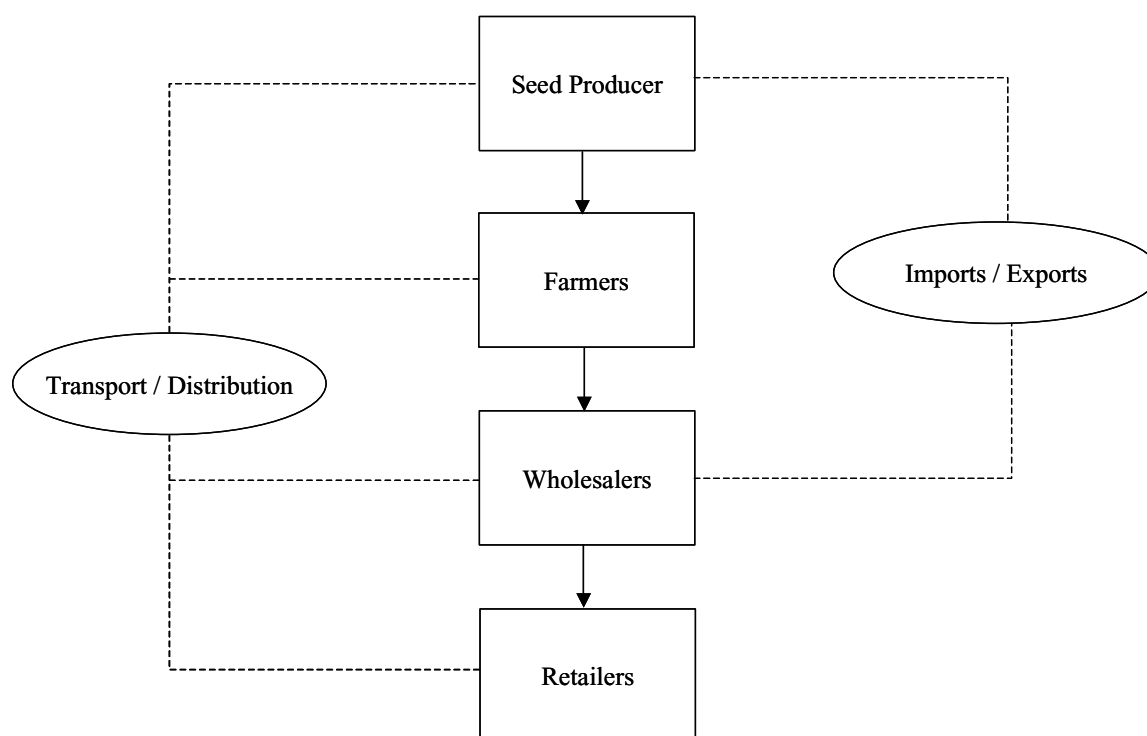 Seed Producer
Farmers
Imports / Exports
Transport / Distribution
Wholesalers
Retailers